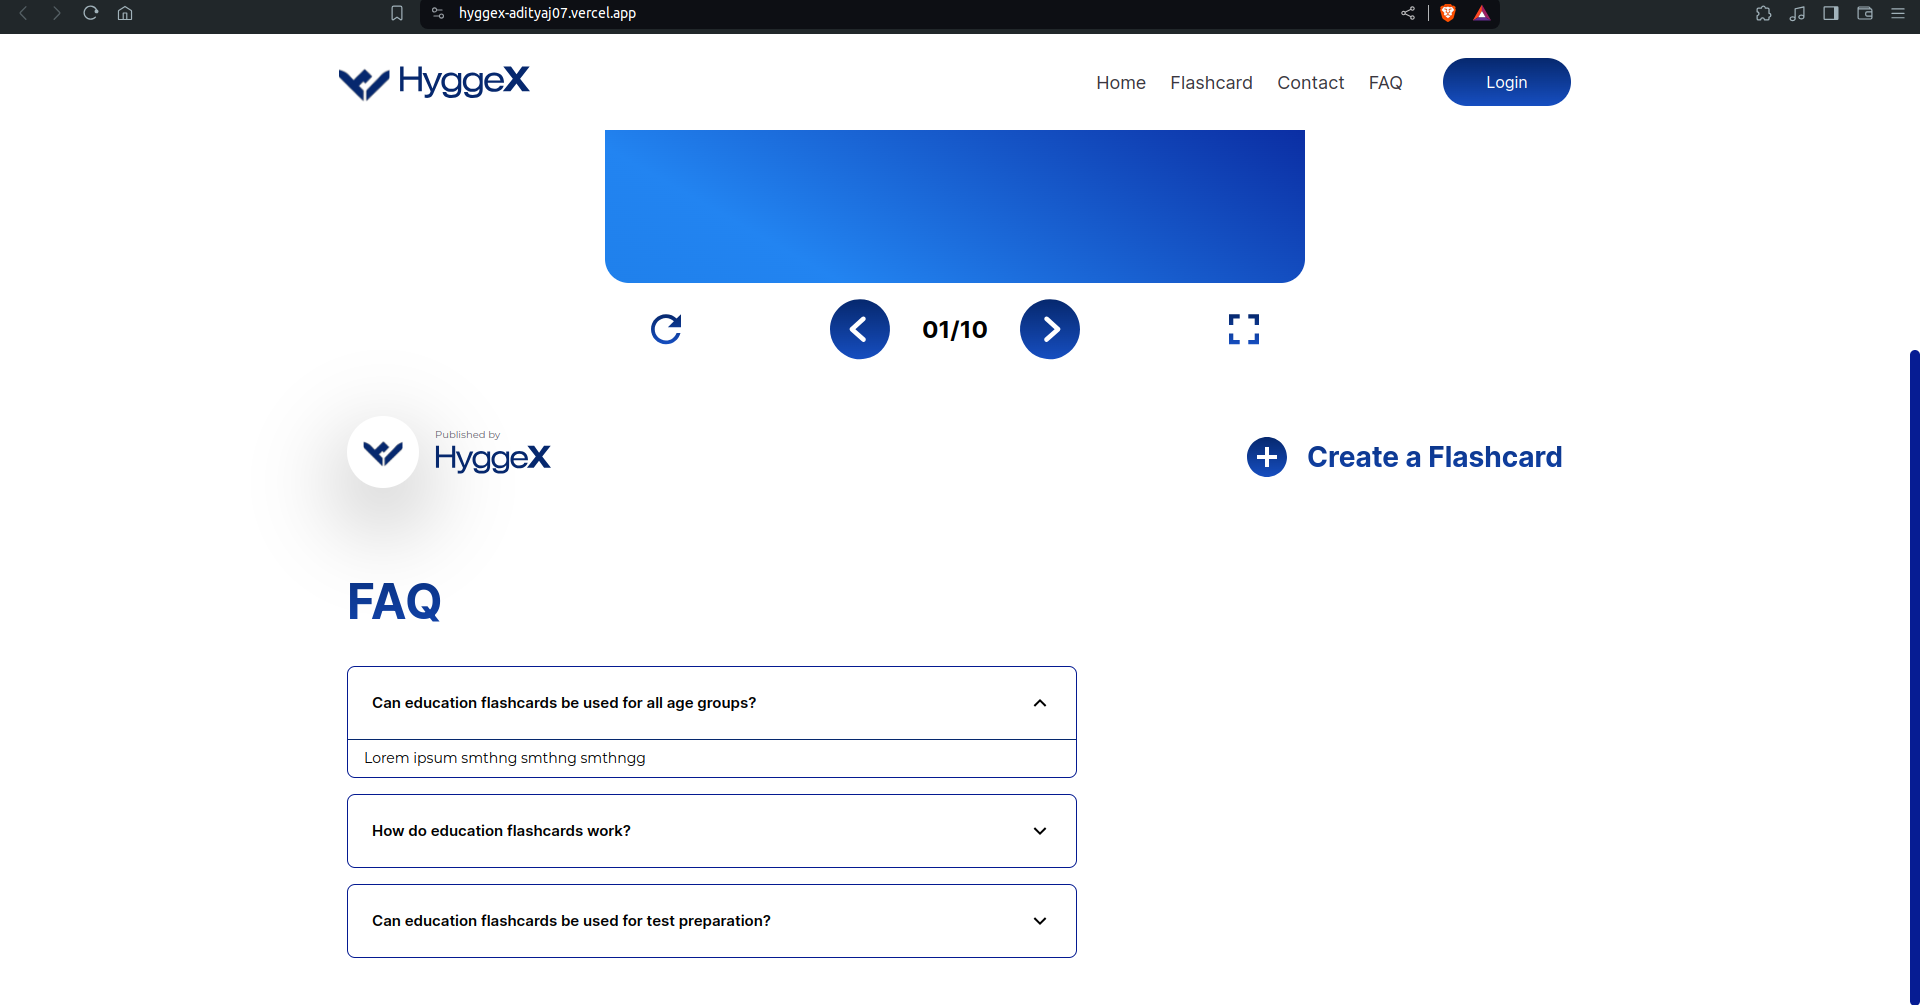 hyggex-adityaj07.vercel.app
HyggeX
Home Flashcard Contact FAQ Login
01/10
Published by
HyggeX
Create a Flashcard
FAQ
Can education flashcards be used for all age groups?
Lorem ipsum smthng smthng smthngg
How do education flashcards work?
Can education flashcards be used for test preparation?